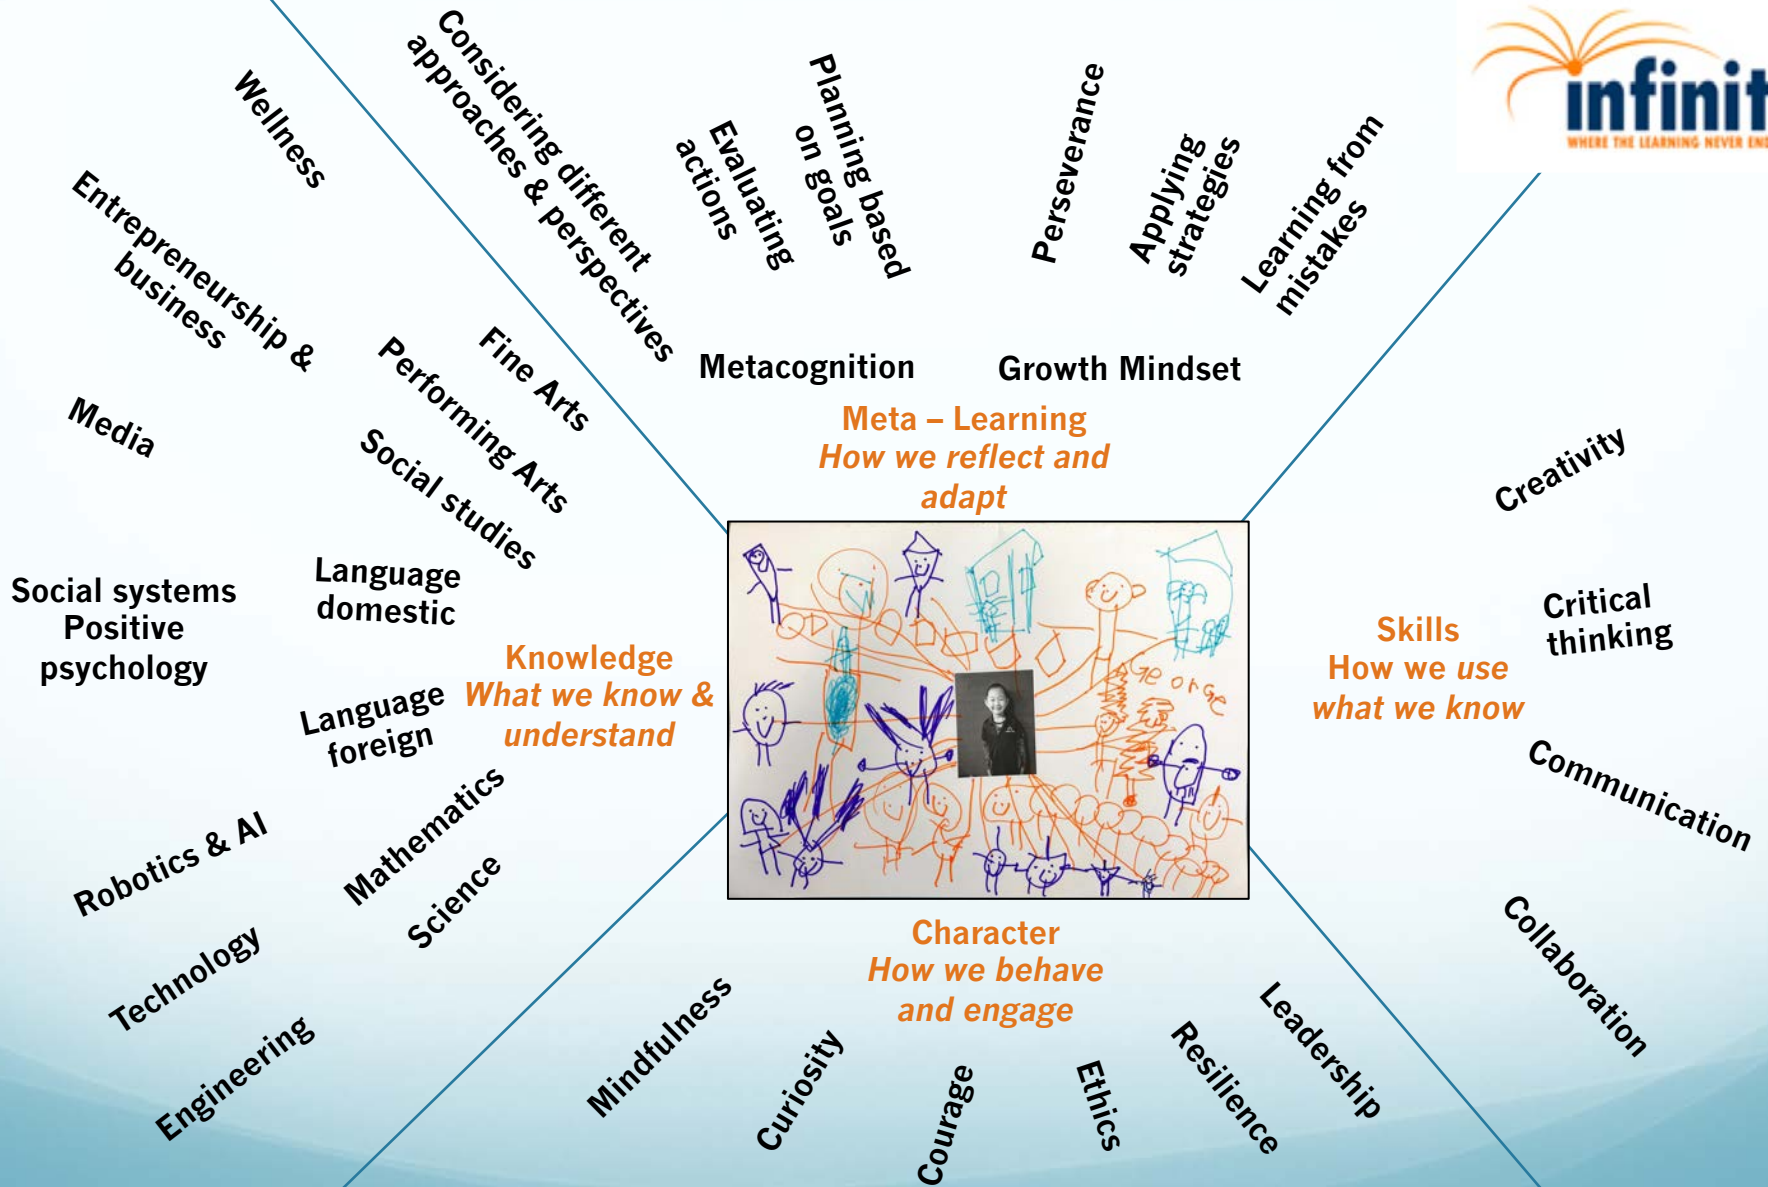 infinit
WHERE THE LEARNING NEVER END
Considering different
approaches & perspectives
Evaluating
actions
Planning based
on goals
Perseverance
Applying
strategies
Learning from
mistakes
Metacognition
Growth Mindset
Meta – Learning
How we reflect and
adapt
Wellness
Entrepreneurship &
business
Fine Arts
Performing Arts
Media
Social studies
Social systems
Positive
psychology
Language
domestic
Language
foreign
Knowledge
What we know &
understand
Mathematics
Robotics & AI
Science
Technology
Engineering
Ge orGe
Skills
How we use
what we know
Creativity
Critical
thinking
Communication
Collaboration
Character
How we behave
and engage
Mindfulness
Curiosity
Courage
Ethics
Resilience
Leadership